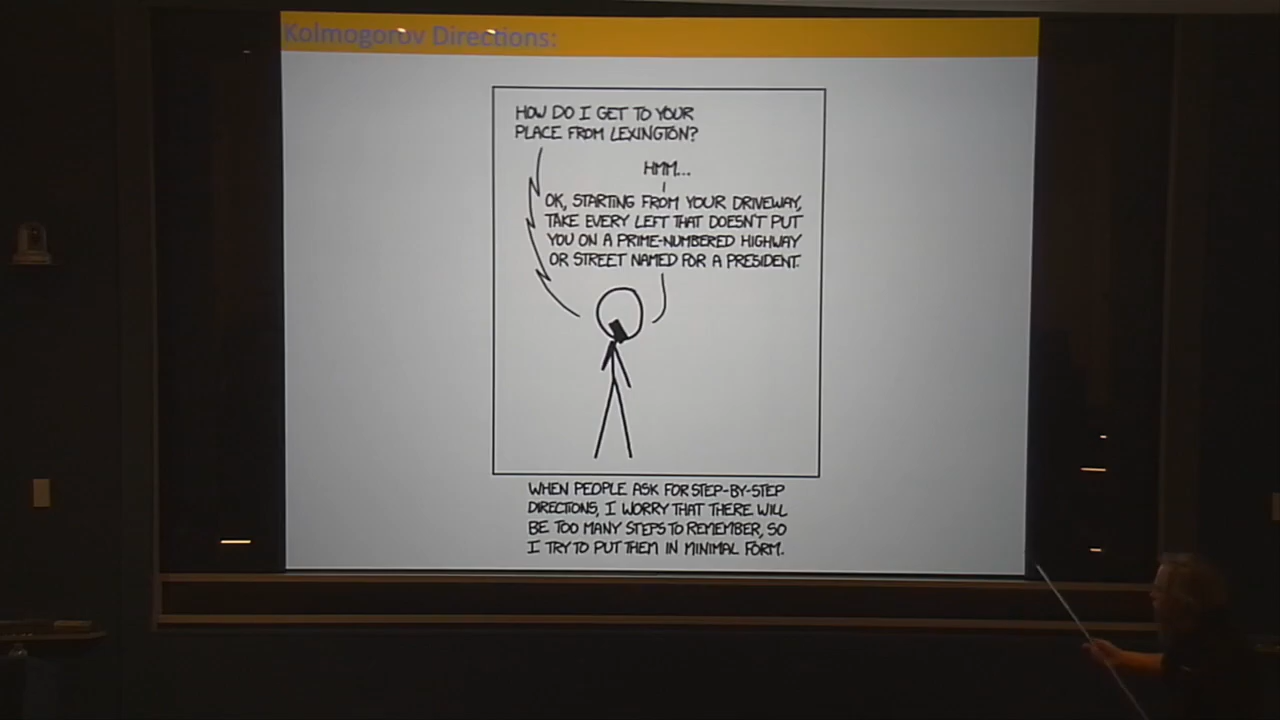 Kolmogorov Directions:
HOW DO I GET TO YOUR
PLACE FROM LEXINGTON?
HMM...
OK, STARTING FROM YOUR DRIVEWAY,
TAKE EVERY LEFT THAT DOESN'T PUT
YOU ON A PRIME-NUMBERED HIGHWAY
OR STREET NAMED FOR A PRESIDENT.
WHEN PEOPLE ASK FOR STEP-BY-STEP
DIRECTIONS, I WORRY THAT THERE WILL
BE TOO MANY STEPS TO REMEMBER, SO
I TRY TO PUT THEM IN MINIMAL FORM.